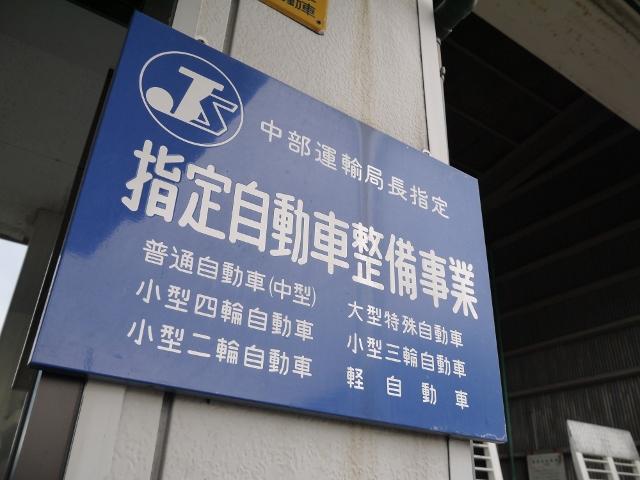 動車
JS
中部運輸局長指定
指定自動車整備事業
普通自動車(中型)
大型特殊自動車
小型四輪自動車
小型三輪自動車
小型二輪自動車
軽自動車